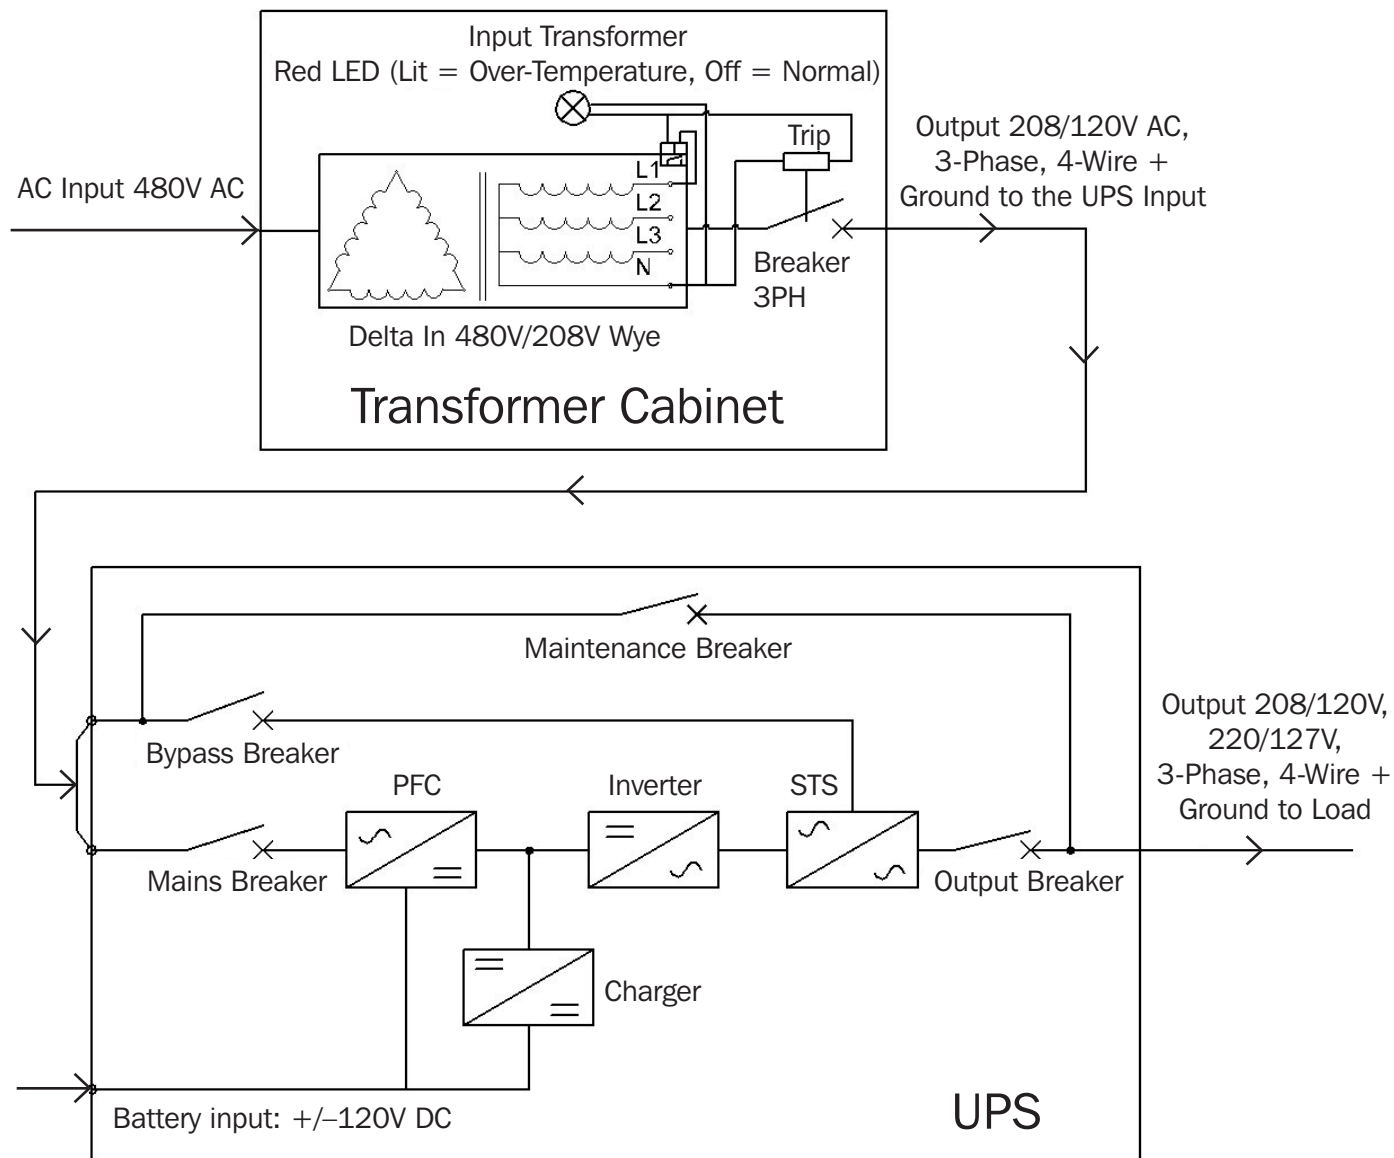 Input Transformer
Red LED (Lit = Over-Temperature, Off = Normal)
Trip
Output 208/120V AC,
3-Phase, 4-Wire +
Ground to the UPS Input
AC Input 480V AC
L1
L2
L3
N
Breaker
3PH
Delta In 480V/208V Wye
Transformer Cabinet
Maintenance Breaker
Bypass Breaker
Output 208/120V,
220/127V,
3-Phase, 4-Wire +
Ground to Load
PFC
Inverter
STS
Mains Breaker
Output Breaker
Charger
Battery input: +/–120V DC
UPS